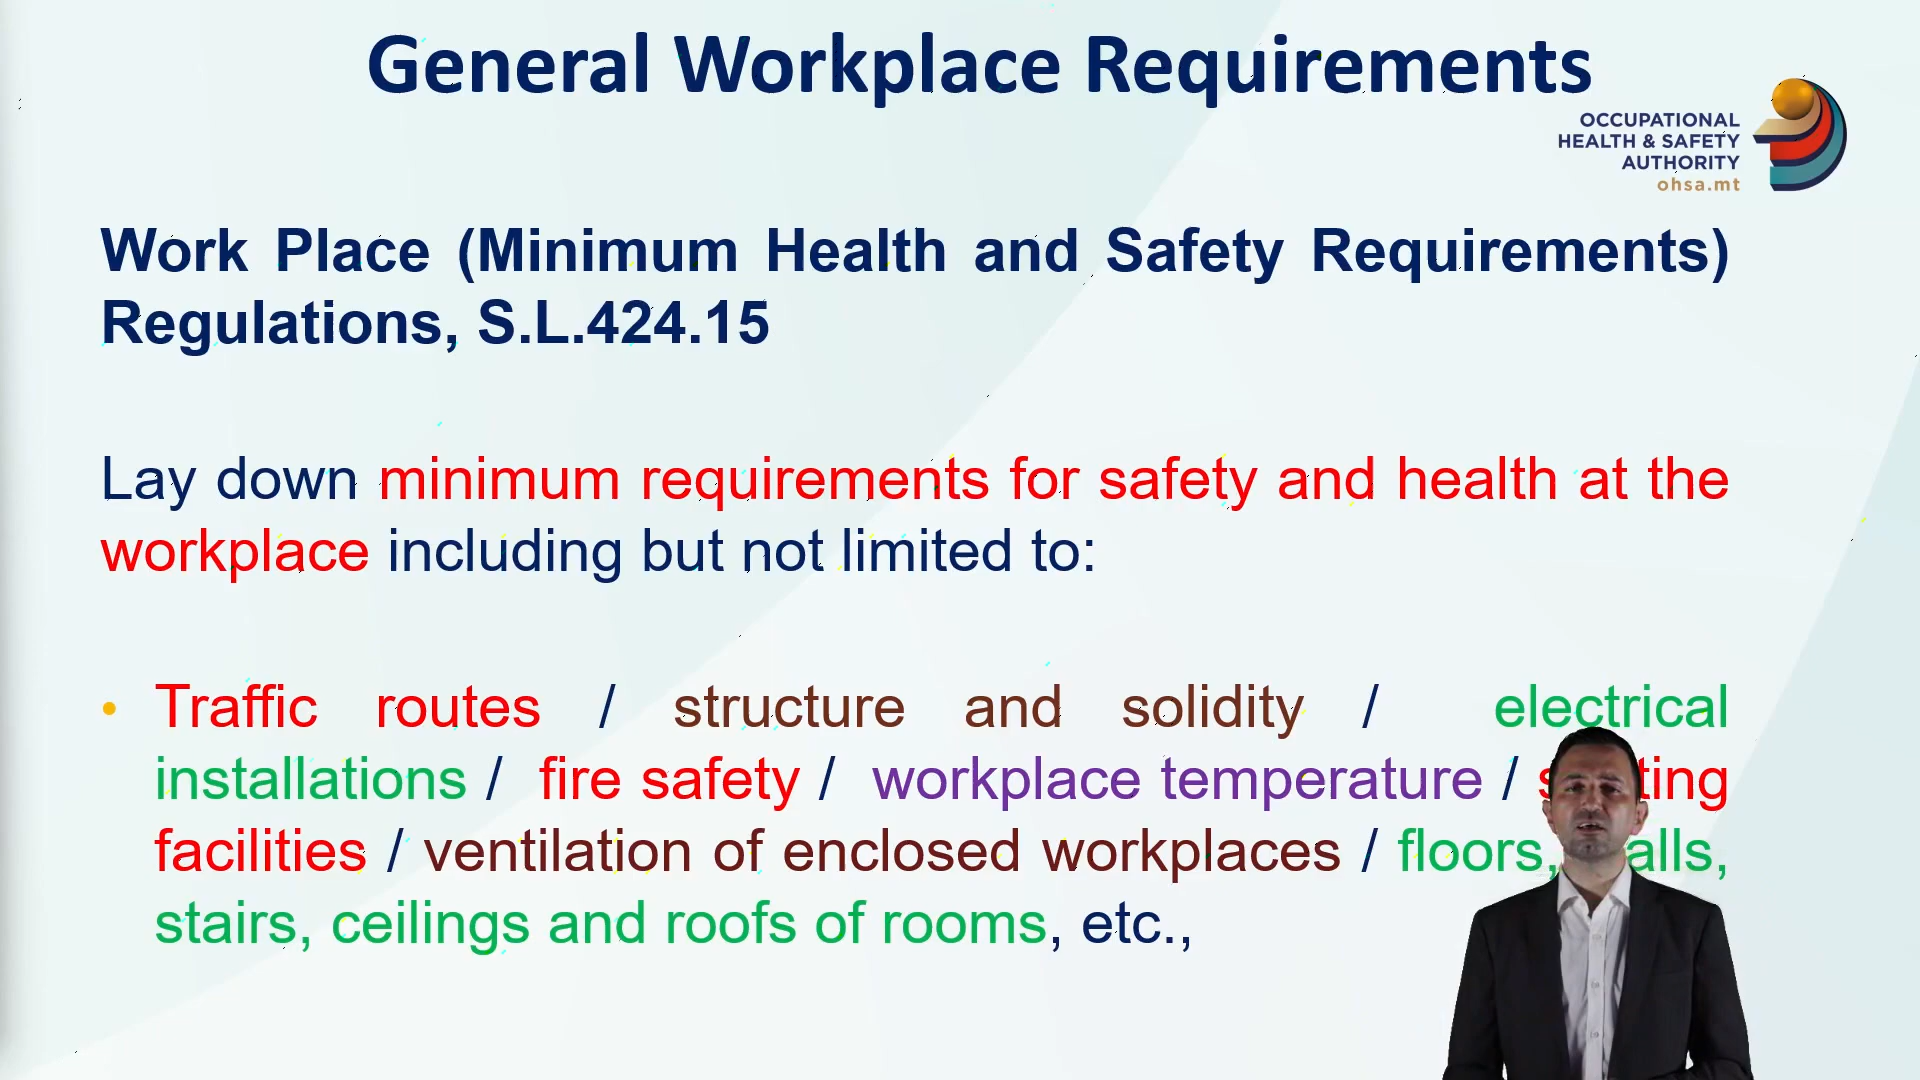 General Workplace Requirements
OCCUPATIONAL
HEALTH & SAFETY
AUTHORITY
ohsa.mt
Work Place (Minimum Health and Safety Requirements)
Regulations, S.L.424.15
Lay down minimum requirements for safety and health at the
workplace including but not limited to:
• Traffic routes / structure and solidity / electrical
installations / fire safety / workplace temperature /
facilities / ventilation of enclosed workplaces / floors,
stairs, ceilings and roofs of rooms, etc.,